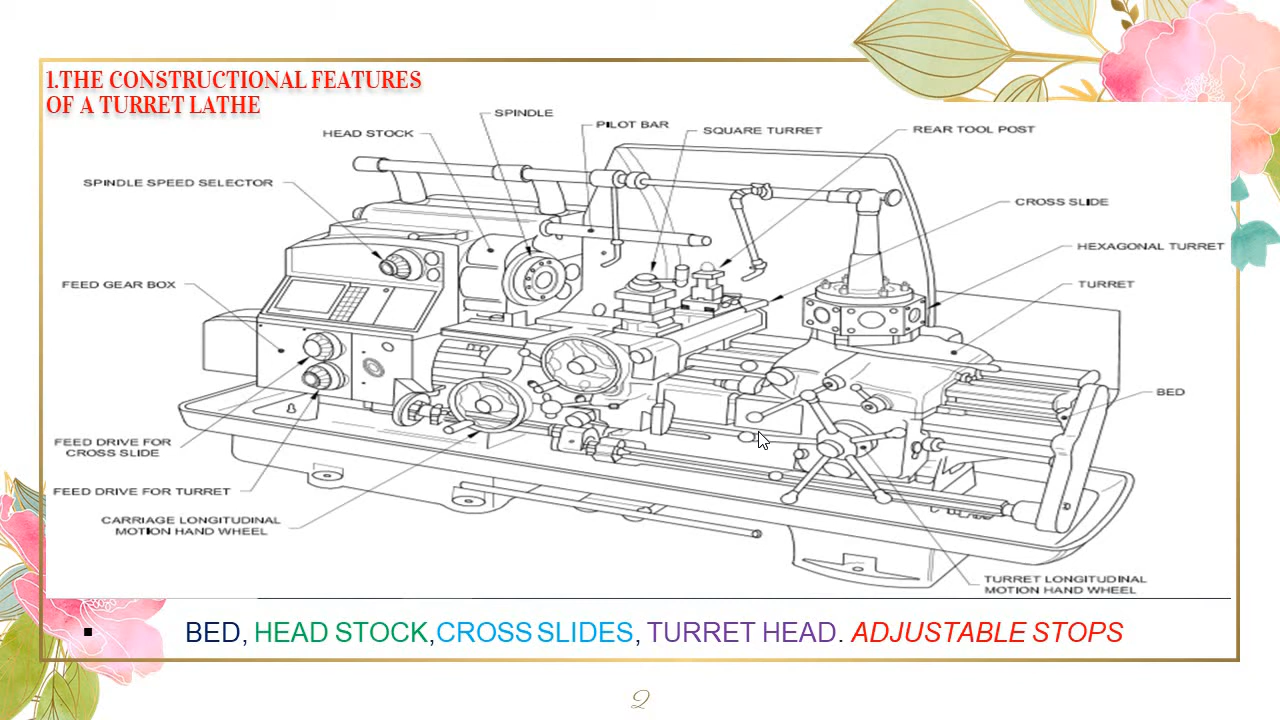 1.THE CONSTRUCTIONAL FEATURES
OF A TURRET LATHE
SPINDLE
PILOT BAR
SQUARE TURRET
REAR TOOL POST
HEAD STOCK
SPINDLE SPEED SELECTOR
CROSS SLIDE
HEXAGONAL TURRET
FEED GEAR BOX
TURRET
BED
FEED DRIVE FOR
CROSS SLIDE
FEED DRIVE FOR TURRET
CARRIAGE LONGITUDINAL
MOTION HAND WHEEL
TURRET LONGITUDINAL
MOTION HAND WHEEL
▪ BED, HEAD STOCK,CROSS SLIDES, TURRET HEAD. ADJUSTABLE STOPS
2